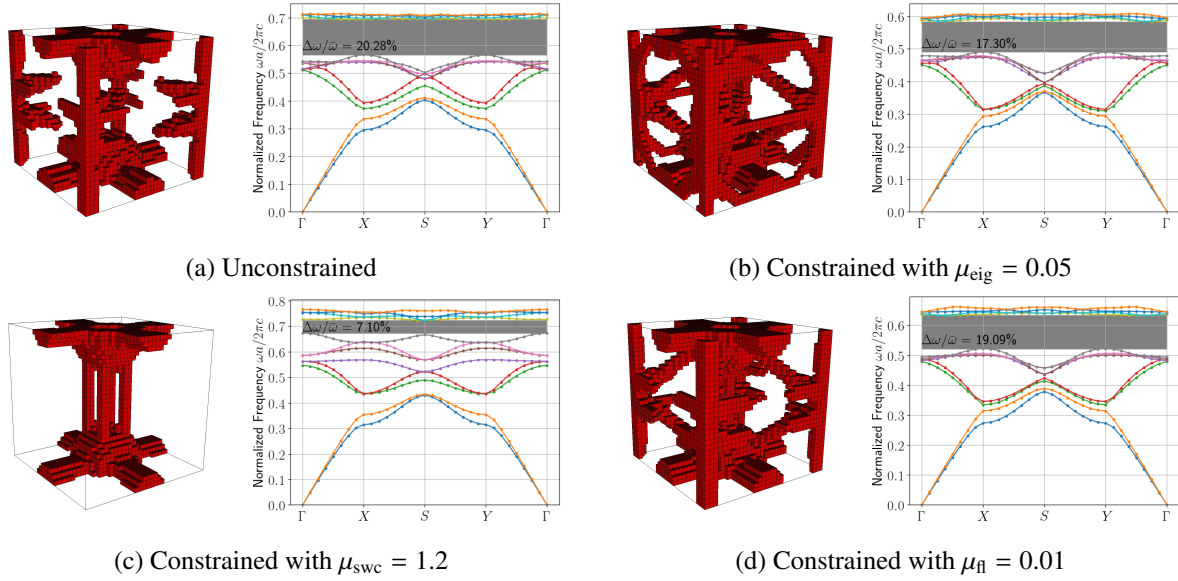 0.7
0.6
0.5
0.4
0.3
0.2
0.1
0.0
Normalized Frequency ωa/2πc
Δω/ω̄ = 20.28%
Γ X S Y Γ
(a) Unconstrained
0.6
0.5
0.4
0.3
0.2
0.1
0.0
Normalized Frequency ωa/2πc
Δω/ω̄ = 17.30%
Γ X S Y Γ
(b) Constrained with μeig = 0.05
0.8
0.7
0.6
0.5
0.4
0.3
0.2
0.1
0.0
Normalized Frequency ωa/2πc
Δω/ω̄ = 7.10%
Γ X S Y Γ
(c) Constrained with μswc = 1.2
0.6
0.5
0.4
0.3
0.2
0.1
0.0
Normalized Frequency ωa/2πc
Δω/ω̄ = 19.09%
Γ X S Y Γ
(d) Constrained with μfl = 0.01